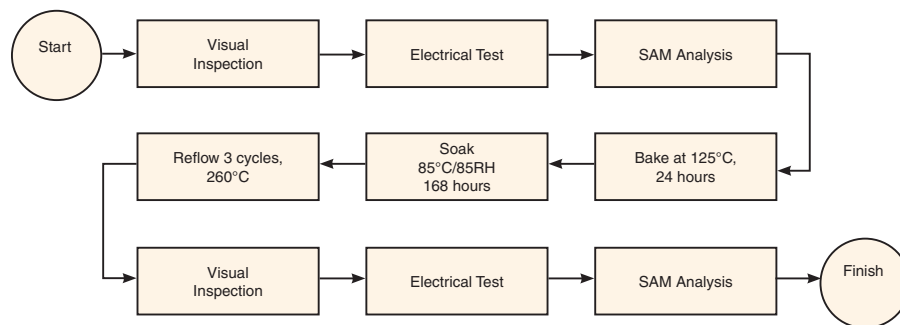 Start
Visual
Inspection
Electrical Test
SAM Analysis
Bake at 125°C,
24 hours
Soak
85°C/85RH
168 hours
Reflow 3 cycles,
260°C
Visual
Inspection
Electrical Test
SAM Analysis
Finish